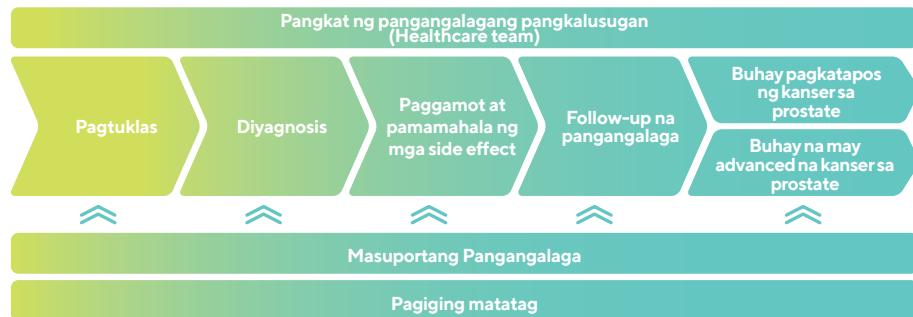 Pangkat ng pangangalagang pangkalusugan
(Healthcare team)
Pagtuklas
Diyagnosis
Paggamot at
pamamahala ng
mga side effect
Follow-up na
pangangalaga
Buhay pagkatapos
ng kanser sa
prostate
Buhay na may
advanced na kanser sa
prostate
Masuportang Pangangalaga
Pagiging matatag